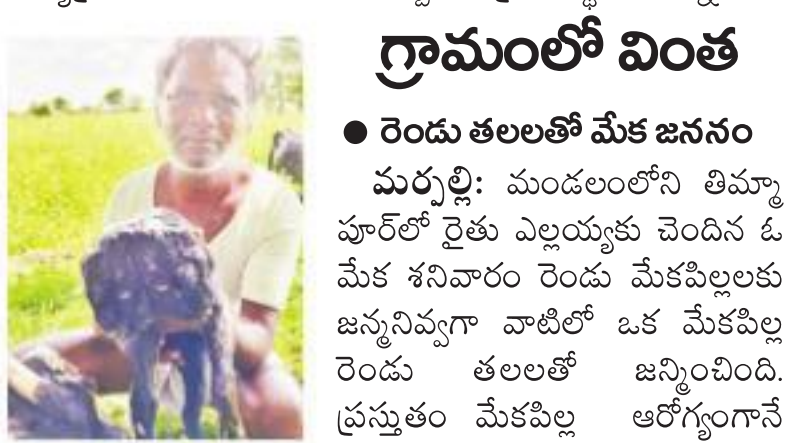 గ్రామంలో వింత
● రెండు తలలతో మేక జననం
మర్పల్లి: మండలంలోని తిమ్మా
పూర్‌లో రైతు ఎల్లయ్యకు చెందిన ఓ
మేక శనివారం రెండు మేకపిల్లలకు
జన్మనివ్వగా వాటిలో ఒక మేకపిల్ల
రెండు తలలతో జన్మించింది.
ప్రస్తుతం మేకపిల్ల ఆరోగ్యంగానే